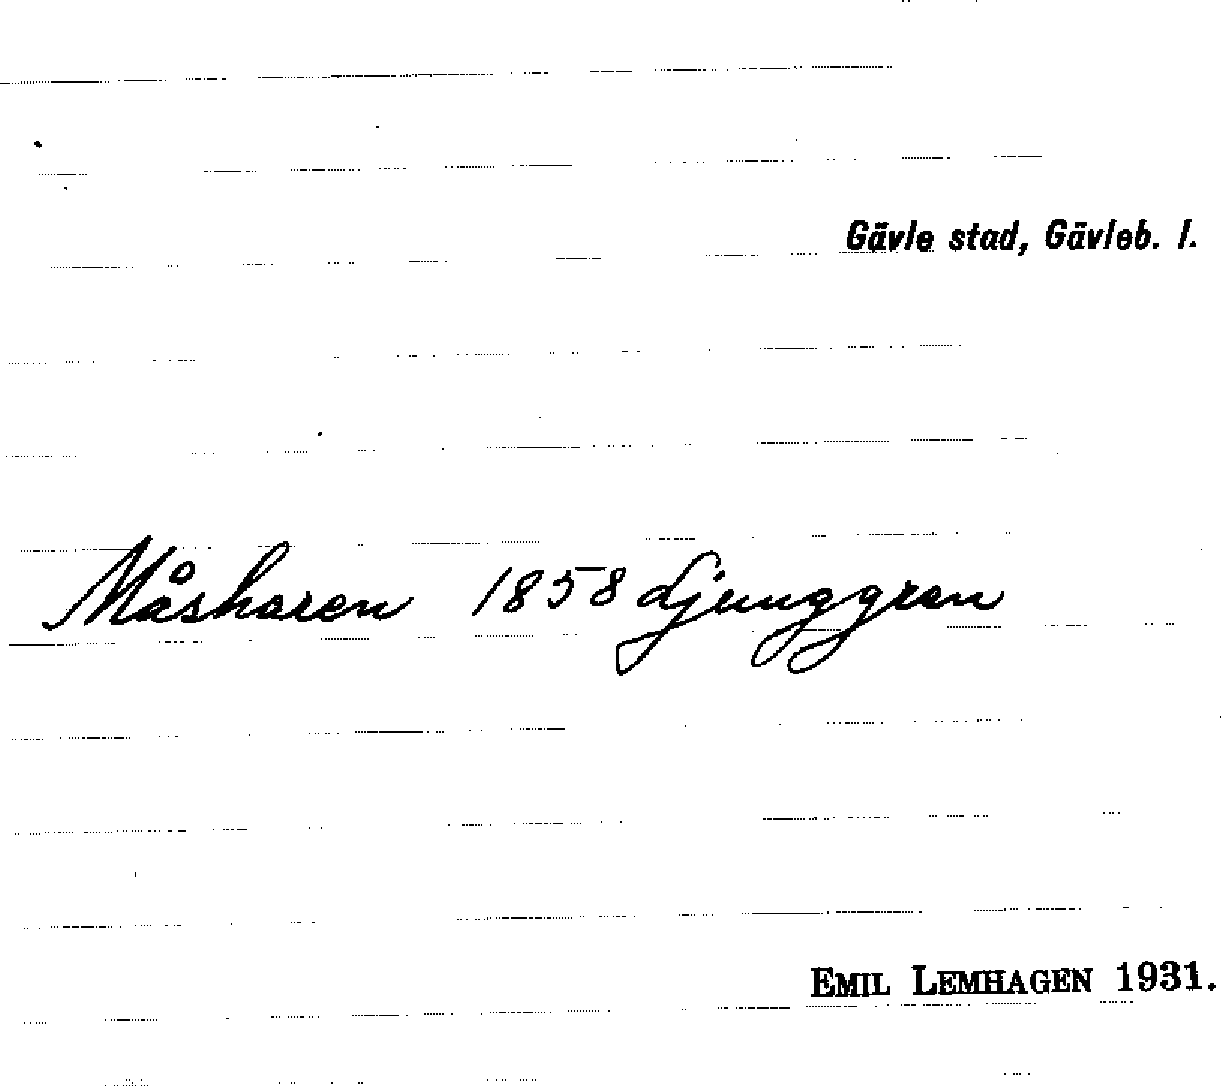 Gävle stad, Gävleb. l.
Måsharen 1858 Ljunggren
EMIL LEMHAGEN 1931.